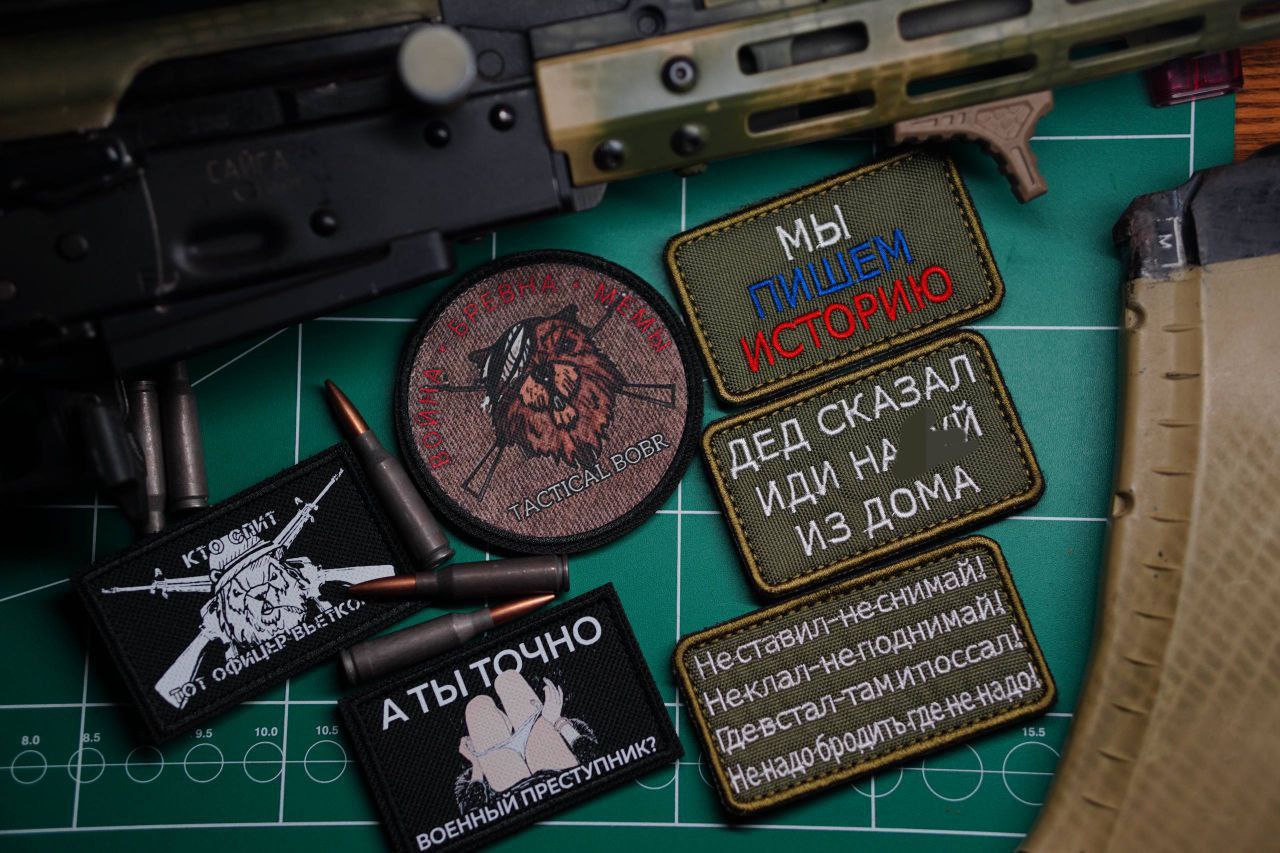 САЙГА
М
МЫ
ПИШЕМ
ИСТОРИЮ
ВОЙНА • БРЕВНА • МЕМЫ
TACTICAL BOBR
ДЕД СКАЗАЛ
ИДИ НА УЙ
ИЗ ДОМА
КТО СПИТ
ТОТ ОФИЦЕР ВЬЕТКО
А ТЫ ТОЧНО
ВОЕННЫЙ ПРЕСТУПНИК?
Не ставил-не снимай!
Не клал-не поднимай!
Где встал-там И поссал!
Не надо бродить где не надо!
8.0 8.5 9.5 10.0 10.5 15.5